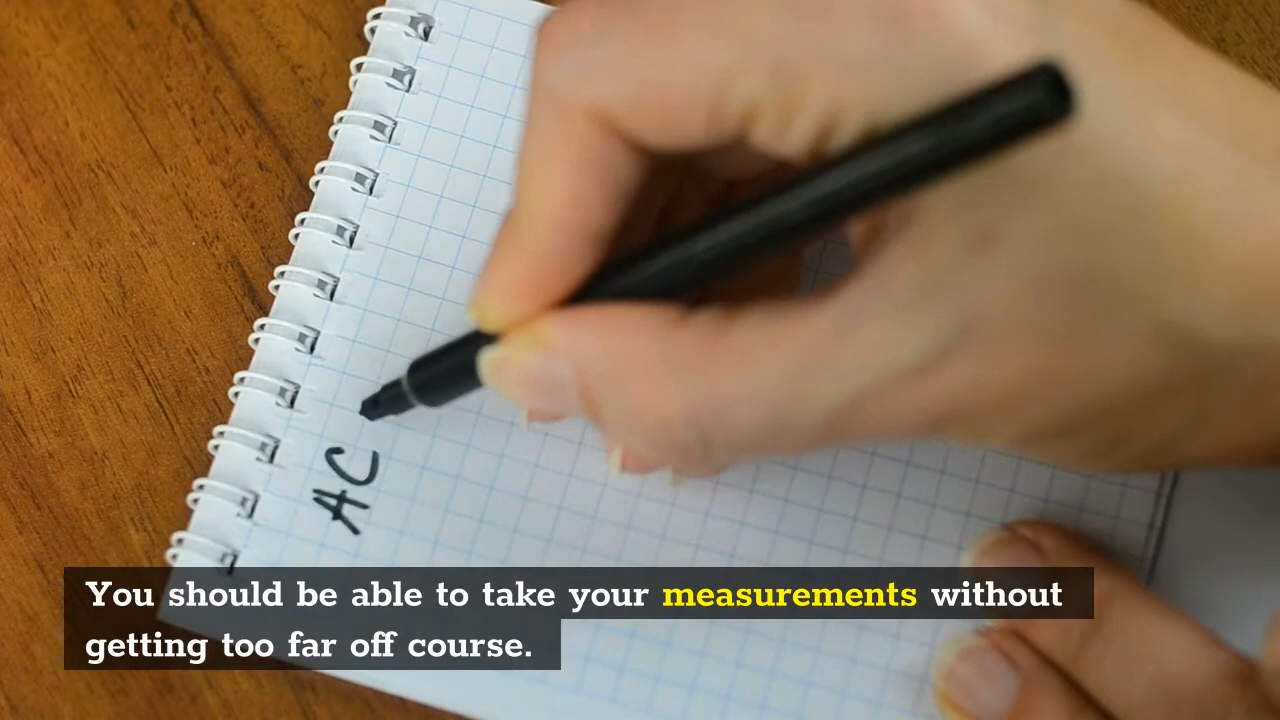 AC
You should be able to take your measurements without
getting too far off course.